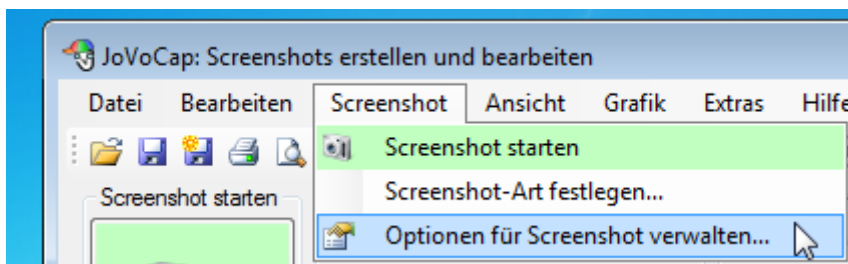 JoVoCap: Screenshots erstellen und bearbeiten
Datei Bearbeiten Screenshot Ansicht Grafik Extras Hilfe
Screenshot starten
Screenshot-Art festlegen...
Optionen für Screenshot verwalten...
Screenshot starten